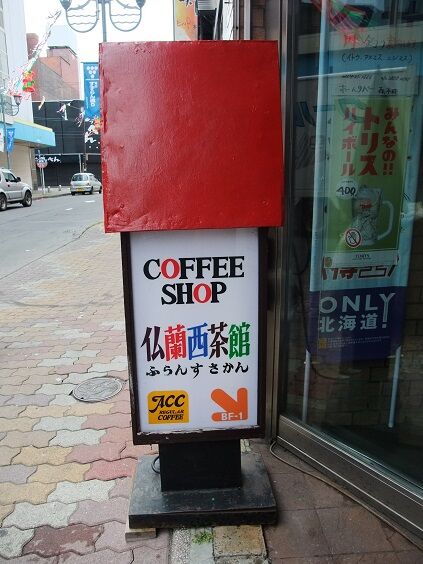 COFFEE
SHOP
仏蘭西茶館
ふらんすさかん
ACC
REGULAR
COFFEE
BF-1
みんなの!!
トリス
ハイボール
400
ONLY
北海道!